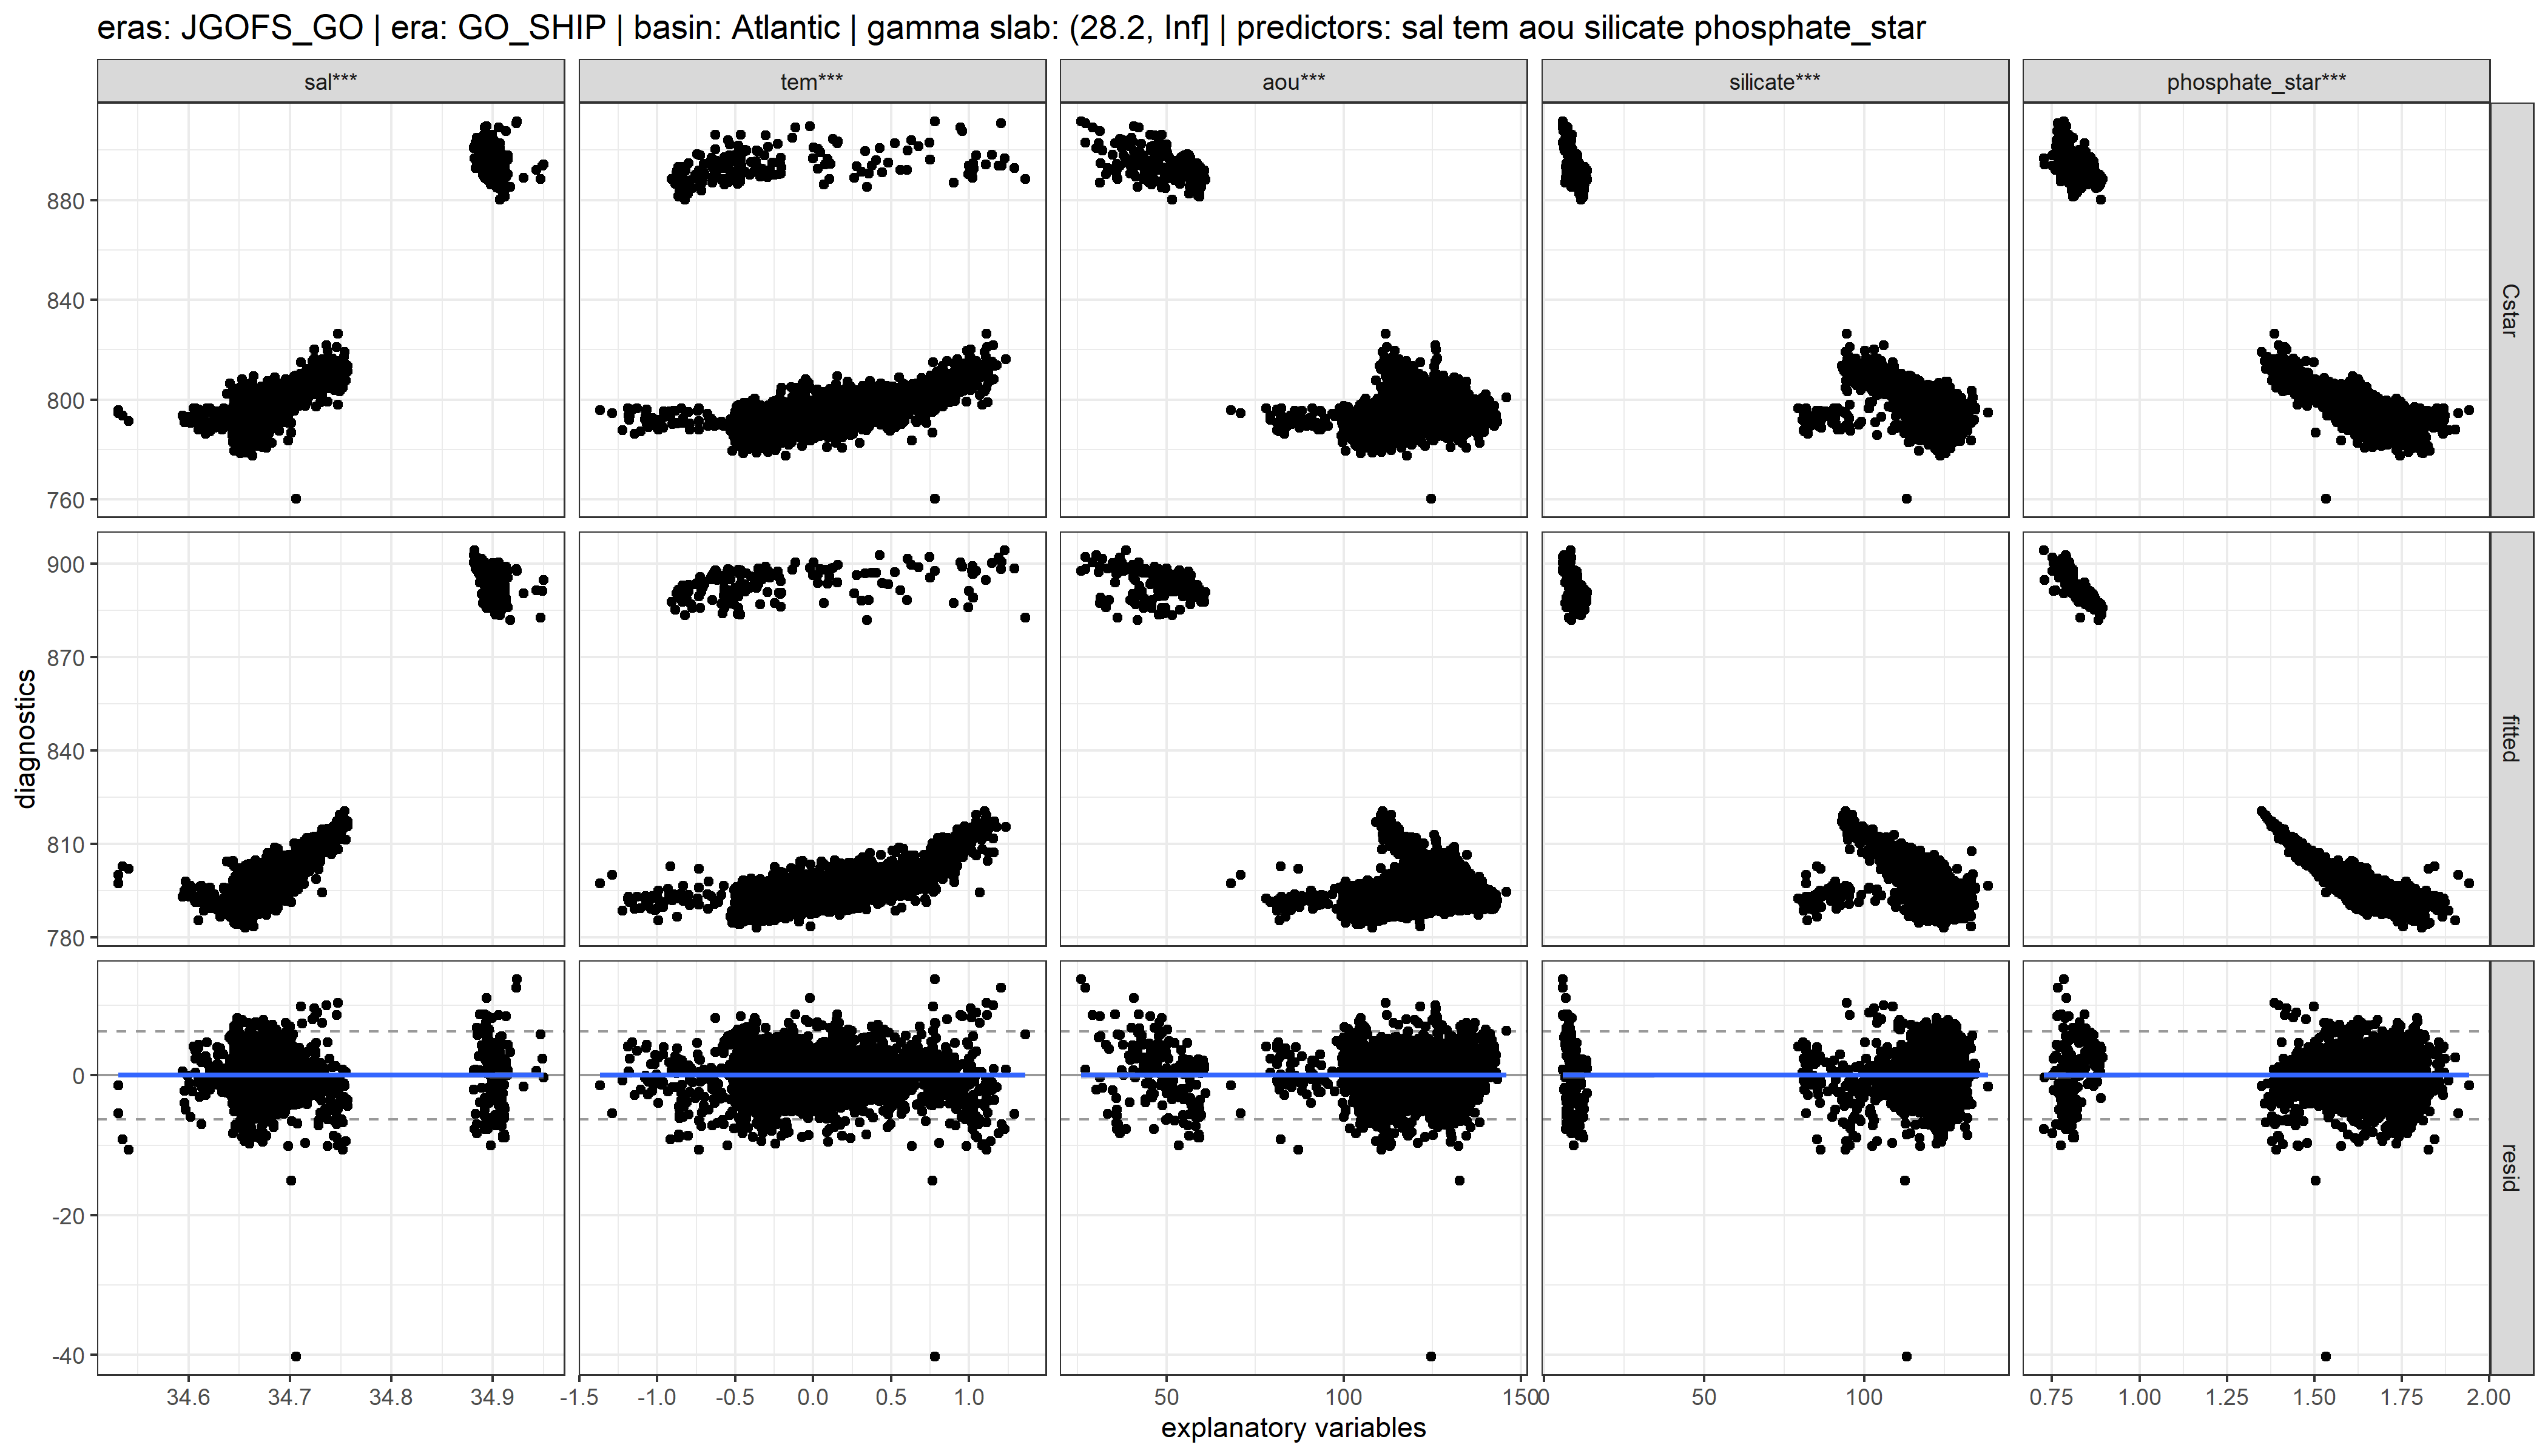 eras: JGOFS_GO | era: GO_SHIP | basin: Atlantic | gamma slab: (28.2, Inf] | predictors: sal tem aou silicate phosphate_star
sal*** tem*** aou*** silicate*** phosphate_star***
880
840
800
760
Cstar
900
870
840
810
780
fitted
0
-20
-40
resid
diagnostics
34.6 34.7 34.8 34.9 -1.5 -1.0 -0.5 0.0 0.5 1.0 50 100 150 0 50 100 0.75 1.00 1.25 1.50 1.75 2.00
explanatory variables